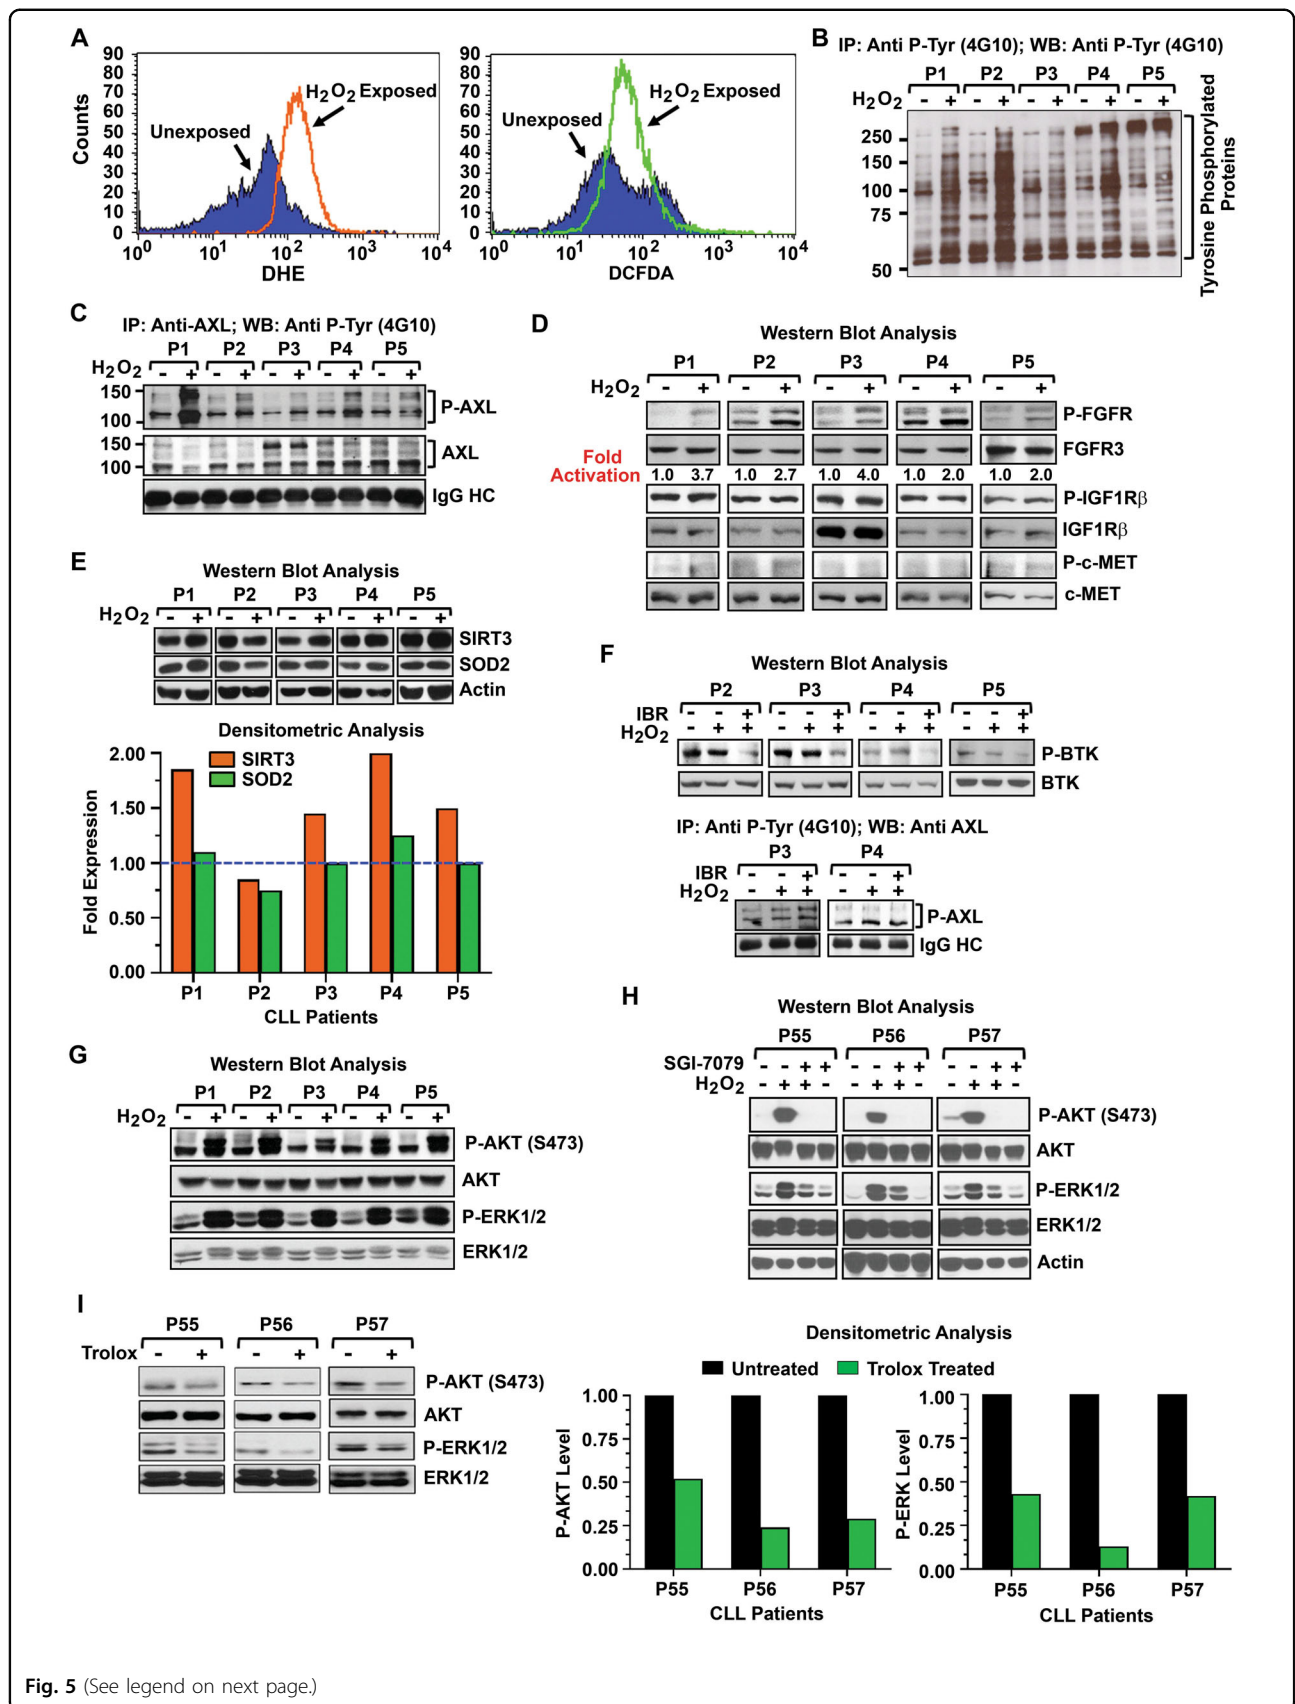 A
Counts
90
80
70
60
50
40
30
20
10
0
Unexposed
H2O2 Exposed
10^0 10^1 10^2 10^3 10^4
DHE
90
80
70
60
50
40
30
20
10
0
Unexposed
H2O2 Exposed
10^0 10^1 10^2 10^3 10^4
DCFDA
B
IP: Anti P-Tyr (4G10); WB: Anti P-Tyr (4G10)
P1 P2 P3 P4 P5
H2O2 - + - + - + - + - +
250
150
100
75
50
Tyrosine Phosphorylated
Proteins
C
IP: Anti-AXL; WB: Anti P-Tyr (4G10)
P1 P2 P3 P4 P5
H2O2 - + - + - + - + - +
150
100
P-AXL
150
100
AXL
IgG HC
D
Western Blot Analysis
P1 P2 P3 P4 P5
H2O2 - + - + - + - + - +
P-FGFR
FGFR3
Fold
Activation
1.0 3.7 1.0 2.7 1.0 4.0 1.0 2.0 1.0 2.0
P-IGF1Rβ
IGF1Rβ
P-c-MET
c-MET
E
Western Blot Analysis
P1 P2 P3 P4 P5
H2O2 - + - + - + - + - +
SIRT3
SOD2
Actin
Densitometric Analysis
SIRT3
SOD2
Fold Expression
2.00
1.50
1.00
0.50
0.00
P1 P2 P3 P4 P5
CLL Patients
F
Western Blot Analysis
P2 P3 P4 P5
IBR - - + - - + - - + - - +
H2O2 - + + - + + - + + - + +
P-BTK
BTK
IP: Anti P-Tyr (4G10); WB: Anti AXL
P3 P4
IBR - - + - - +
H2O2 - + + - + +
P-AXL
IgG HC
G
Western Blot Analysis
P1 P2 P3 P4 P5
H2O2 - + - + - + - + - +
P-AKT (S473)
AKT
P-ERK1/2
ERK1/2
H
Western Blot Analysis
P55 P56 P57
SGI-7079 - - + + - - + + - - + +
H2O2 - + + - - + + - - + + -
P-AKT (S473)
AKT
P-ERK1/2
ERK1/2
Actin
I
P55 P56 P57
Trolox - + - + - +
P-AKT (S473)
AKT
P-ERK1/2
ERK1/2
Densitometric Analysis
Untreated Trolox Treated
P-AKT Level
1.00
0.75
0.50
0.25
0.00
P55 P56 P57
CLL Patients
P-ERK Level
1.00
0.75
0.50
0.25
0.00
P55 P56 P57
CLL Patients
Fig. 5 (See legend on next page.)